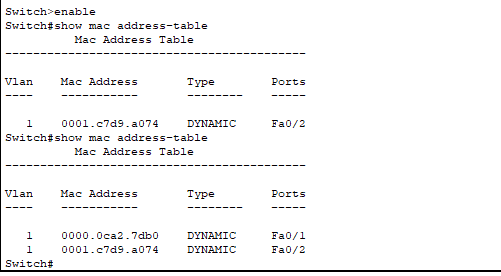 Switch>enable
Switch#show mac address-table
          Mac Address Table
-------------------------------------------

Vlan    Mac Address       Type        Ports
----    -----------       --------    -----

   1    0001.c7d9.a074    DYNAMIC     Fa0/2
Switch#show mac address-table
          Mac Address Table
-------------------------------------------

Vlan    Mac Address       Type        Ports
----    -----------       --------    -----

   1    0000.0ca2.7db0    DYNAMIC     Fa0/1
   1    0001.c7d9.a074    DYNAMIC     Fa0/2
Switch#